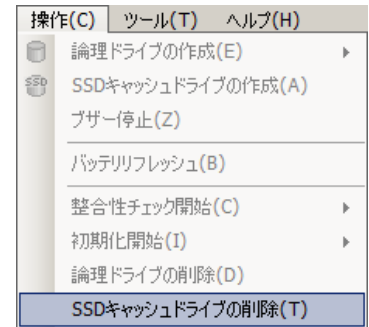 操作(C) ツール(T) ヘルプ(H)
論理ドライブの作成(E)
SSD SSDキャッシュドライブの作成(A)
ブザー停止(Z)
バッテリリフレッシュ(B)
整合性チェック開始(C)
初期化開始(I)
論理ドライブの削除(D)
SSDキャッシュドライブの削除(T)